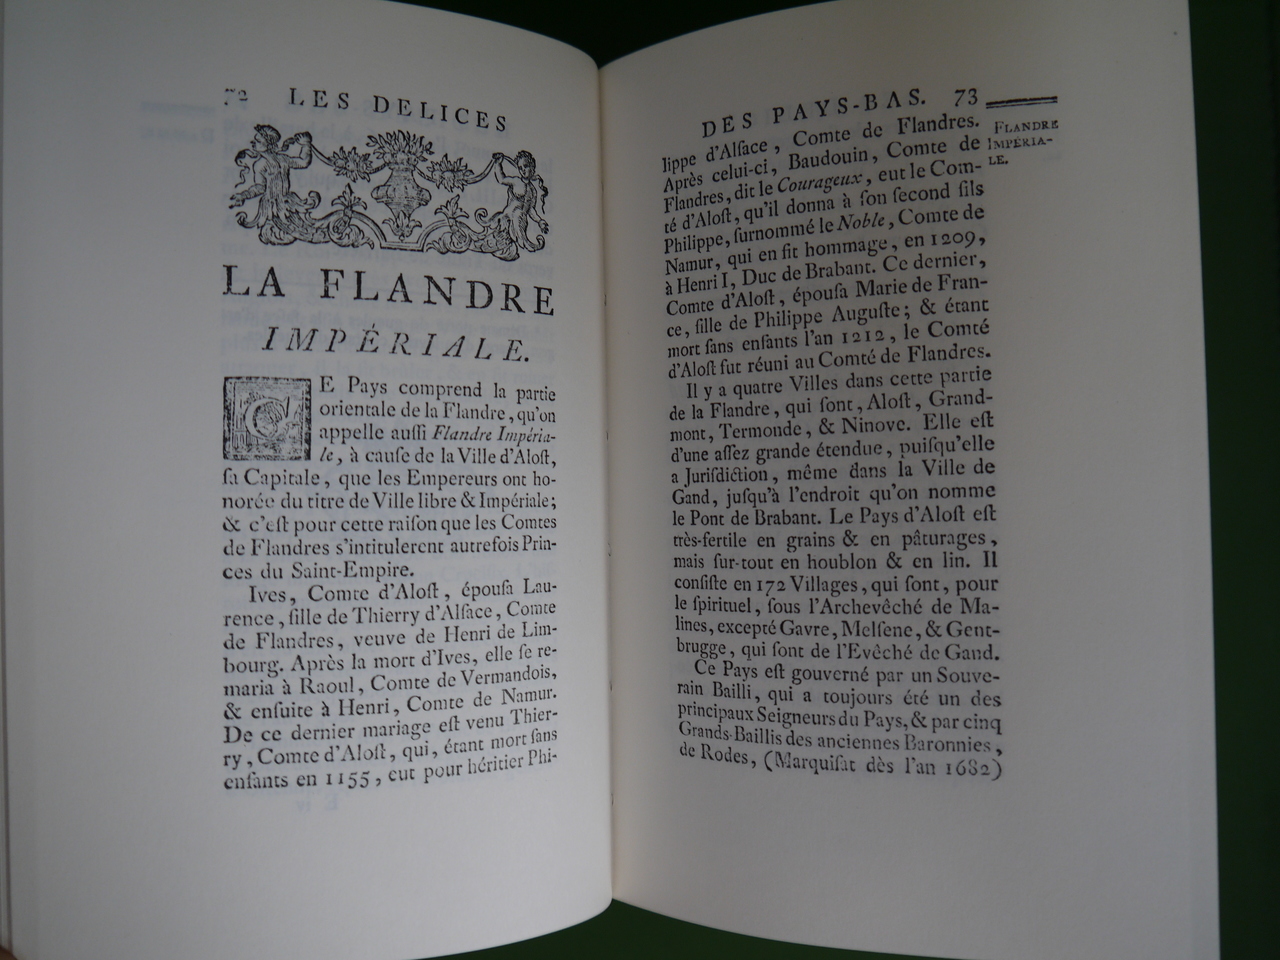 72 LES DELICES
LA FLANDRE
IMPÉRIALE.
CE Pays comprend la partie
orientale de la Flandre, qu'on
appelle auſſi Flandre Impéria-
le, à cauſe de la Ville d'Aloſt,
ſa Capitale, que les Empereurs ont ho-
norée du titre de Ville libre & Impériale;
& c'eſt pour cette raiſon que les Comtes
de Flandres s'intitulerent autrefois Prin-
ces du Saint-Empire.
Ives, Comte d'Aloſt, épouſa Lau-
rence, fille de Thierry d'Alſace, Comte
de Flandres, veuve de Henri de Lim-
bourg. Après la mort d'Ives, elle ſe re-
maria à Raoul, Comte de Vermandois,
& enſuite à Henri, Comte de Namur.
De ce dernier mariage eſt venu Thier-
ry, Comte d'Aloſt, qui, étant mort ſans
enfants en 1155, eut pour héritier Phi-
DES PAYS-BAS. 73
lippe d'Alſace, Comte de Flandres.
Après celui-ci, Baudouin, Comte de
Flandres, dit le Courageux, eut le Com-
té d'Aloſt, qu'il donna à ſon ſecond fils
Philippe, ſurnommé le Noble, Comte de
Namur, qui en fit hommage, en 1209,
à Henri I, Duc de Brabant. Ce dernier,
Comte d'Aloſt, épouſa Marie de Fran-
ce, fille de Philippe Auguſte; & étant
mort ſans enfants l'an 1212, le Comté
d'Aloſt fut réuni au Comté de Flandres.
Il y a quatre Villes dans cette partie
de la Flandre, qui ſont, Aloſt, Grand-
mont, Termonde, & Ninove. Elle eſt
d'une aſſez grande étendue, puiſqu'elle
a Juriſdiction, même dans la Ville de
Gand, juſqu'à l'endroit qu'on nomme
le Pont de Brabant. Le Pays d'Aloſt eſt
très-fertile en grains & en pâturages,
mais ſur-tout en houblon & en lin. Il
conſiſte en 172 Villages, qui ſont, pour
le ſpirituel, ſous l'Archevêché de Ma-
lines, excepté Gavre, Melſene, & Gent-
brugge, qui ſont de l'Evêché de Gand.
Ce Pays eſt gouverné par un Souve-
rain Bailli, qui a toujours été un des
principaux Seigneurs du Pays, & par cinq
Grands-Baillis des anciennes Baronnies,
de Rodes, (Marquiſat dès l'an 1682)
FLANDRE
IMPÉRIA-
LE.